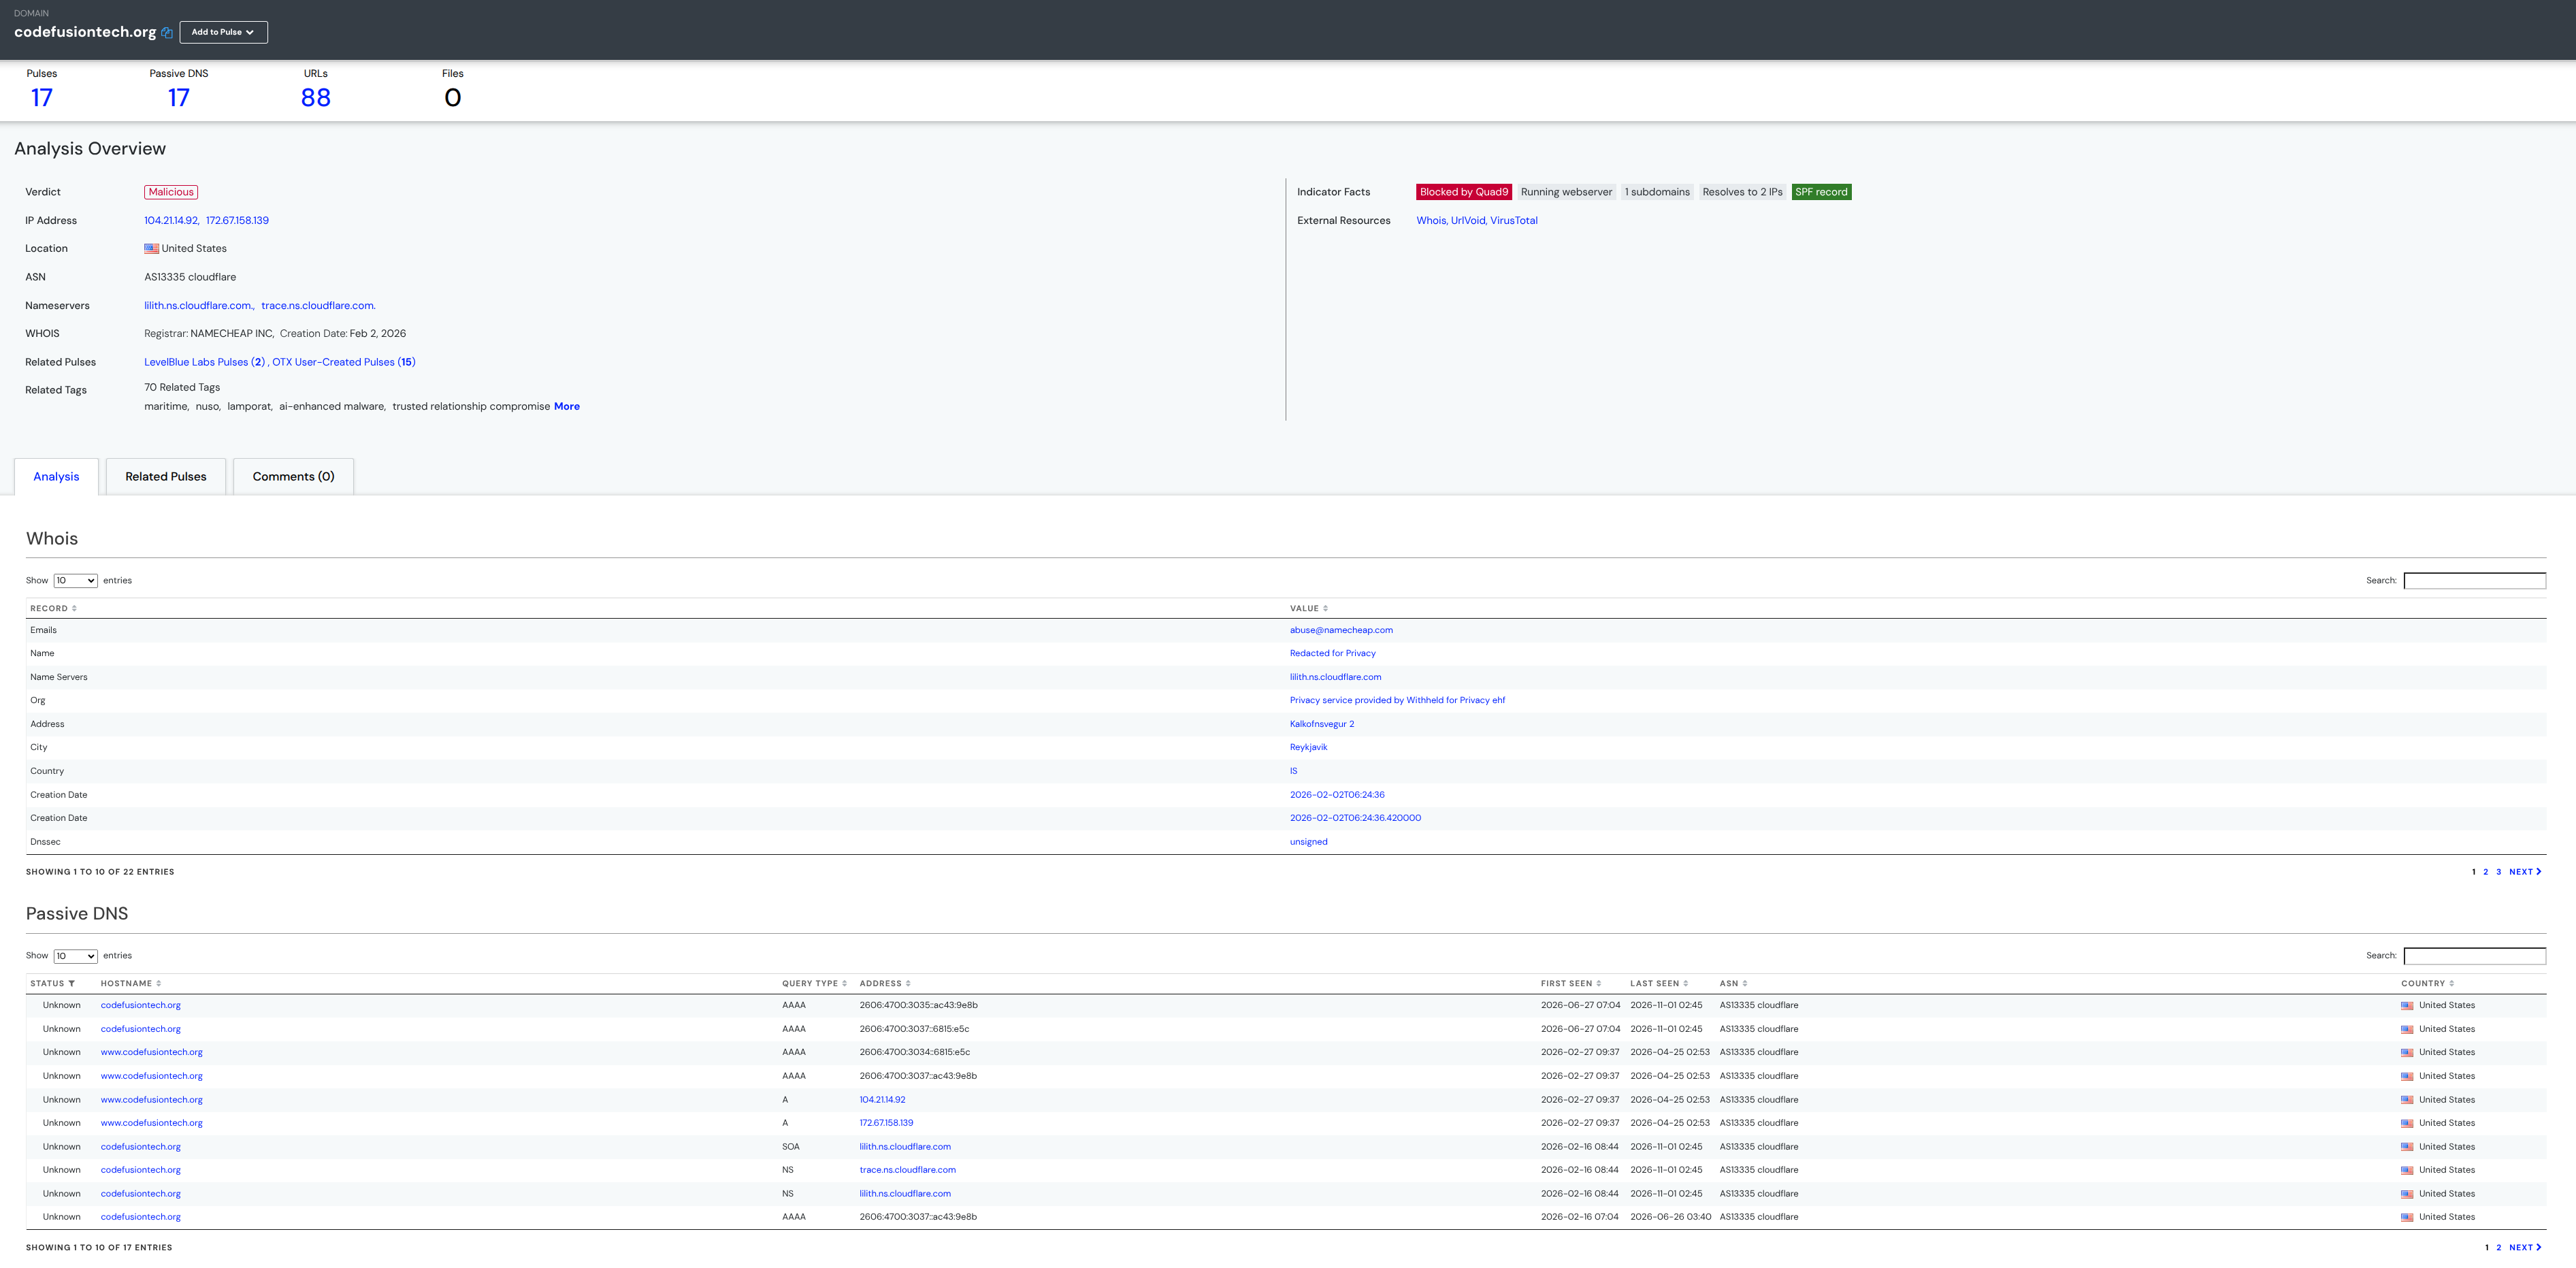 DOMAIN
codefusiontech.org Add to Pulse
Pulses Passive DNS URLs Files
17 17 88 0
Analysis Overview
Verdict Malicious
IP Address 104.21.14.92, 172.67.158.139
Location United States
ASN AS13335 cloudflare
Nameservers lilith.ns.cloudflare.com., trace.ns.cloudflare.com.
WHOIS Registrar: NAMECHEAP INC, Creation Date: Feb 2, 2026
Related Pulses LevelBlue Labs Pulses (2) , OTX User-Created Pulses (15)
Related Tags 70 Related Tags
maritime, nuso, lamporat, ai-enhanced malware, trusted relationship compromise More
Indicator Facts Blocked by Quad9 Running webserver 1 subdomains Resolves to 2 IPs SPF record
External Resources Whois, UrlVoid, VirusTotal
Analysis Related Pulses Comments (0)
Whois
Show 10 entries Search:
RECORD VALUE
Emails abuse@namecheap.com
Name Redacted for Privacy
Name Servers lilith.ns.cloudflare.com
Org Privacy service provided by Withheld for Privacy ehf
Address Kalkofnsvegur 2
City Reykjavik
Country IS
Creation Date 2026-02-02T06:24:36
Creation Date 2026-02-02T06:24:36.420000
Dnssec unsigned
SHOWING 1 TO 10 OF 22 ENTRIES 1 2 3 NEXT
Passive DNS
Show 10 entries Search:
STATUS HOSTNAME QUERY TYPE ADDRESS FIRST SEEN LAST SEEN ASN COUNTRY
Unknown codefusiontech.org AAAA 2606:4700:3035::ac43:9e8b 2026-06-27 07:04 2026-11-01 02:45 AS13335 cloudflare United States
Unknown codefusiontech.org AAAA 2606:4700:3037::6815:e5c 2026-06-27 07:04 2026-11-01 02:45 AS13335 cloudflare United States
Unknown www.codefusiontech.org AAAA 2606:4700:3034::6815:e5c 2026-02-27 09:37 2026-04-25 02:53 AS13335 cloudflare United States
Unknown www.codefusiontech.org AAAA 2606:4700:3037::ac43:9e8b 2026-02-27 09:37 2026-04-25 02:53 AS13335 cloudflare United States
Unknown www.codefusiontech.org A 104.21.14.92 2026-02-27 09:37 2026-04-25 02:53 AS13335 cloudflare United States
Unknown www.codefusiontech.org A 172.67.158.139 2026-02-27 09:37 2026-04-25 02:53 AS13335 cloudflare United States
Unknown codefusiontech.org SOA lilith.ns.cloudflare.com 2026-02-16 08:44 2026-11-01 02:45 AS13335 cloudflare United States
Unknown codefusiontech.org NS trace.ns.cloudflare.com 2026-02-16 08:44 2026-11-01 02:45 AS13335 cloudflare United States
Unknown codefusiontech.org NS lilith.ns.cloudflare.com 2026-02-16 08:44 2026-11-01 02:45 AS13335 cloudflare United States
Unknown codefusiontech.org AAAA 2606:4700:3037::ac43:9e8b 2026-02-16 07:04 2026-06-26 03:40 AS13335 cloudflare United States
SHOWING 1 TO 10 OF 17 ENTRIES 1 2 NEXT